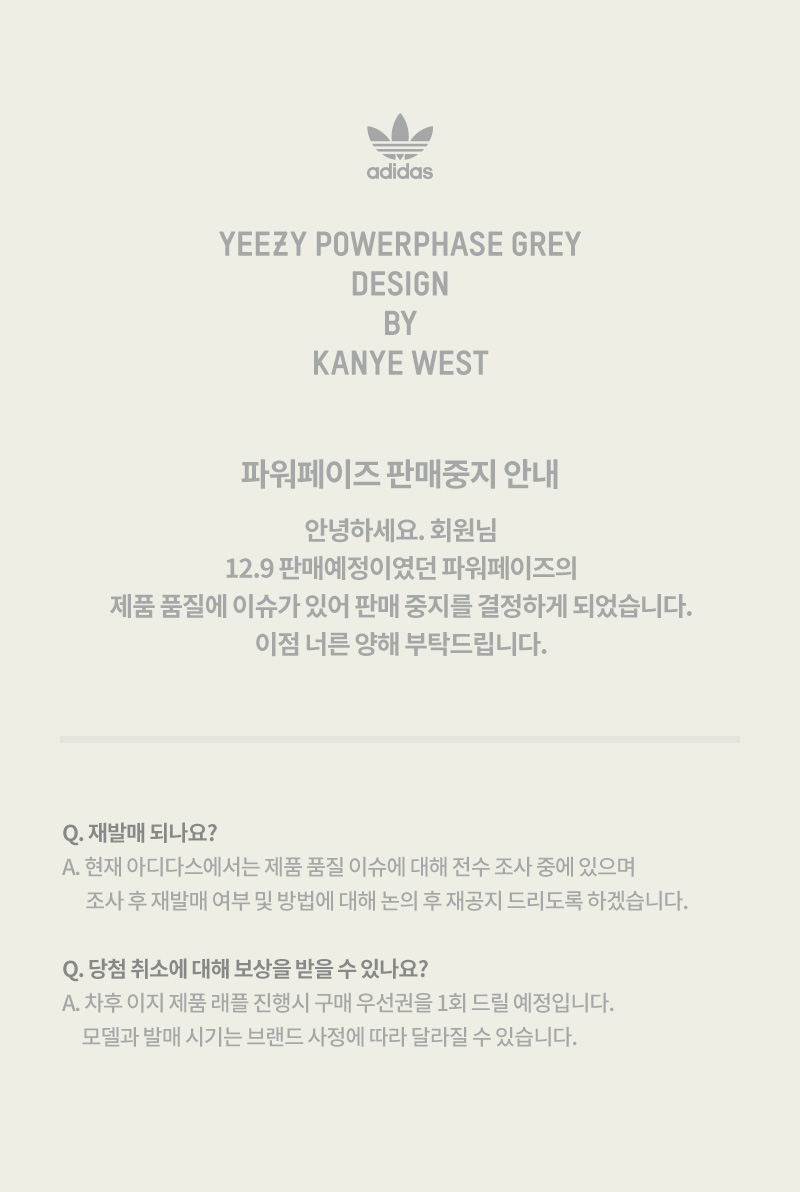 adidas
YEEZY POWERPHASE GREY
DESIGN
BY
KANYE WEST
파워페이즈 판매중지 안내
안녕하세요. 회원님
12.9 판매예정이였던 파워페이즈의
제품 품질에 이슈가 있어 판매 중지를 결정하게 되었습니다.
이점 너른 양해 부탁드립니다.
Q. 재발매 되나요?
A. 현재 아디다스에서는 제품 품질 이슈에 대해 전수 조사 중에 있으며
조사 후 재발매 여부 및 방법에 대해 논의 후 재공지 드리도록 하겠습니다.
Q. 당첨 취소에 대해 보상을 받을 수 있나요?
A. 차후 이지 제품 래플 진행시 구매 우선권을 1회 드릴 예정입니다.
모델과 발매 시기는 브랜드 사정에 따라 달라질 수 있습니다.